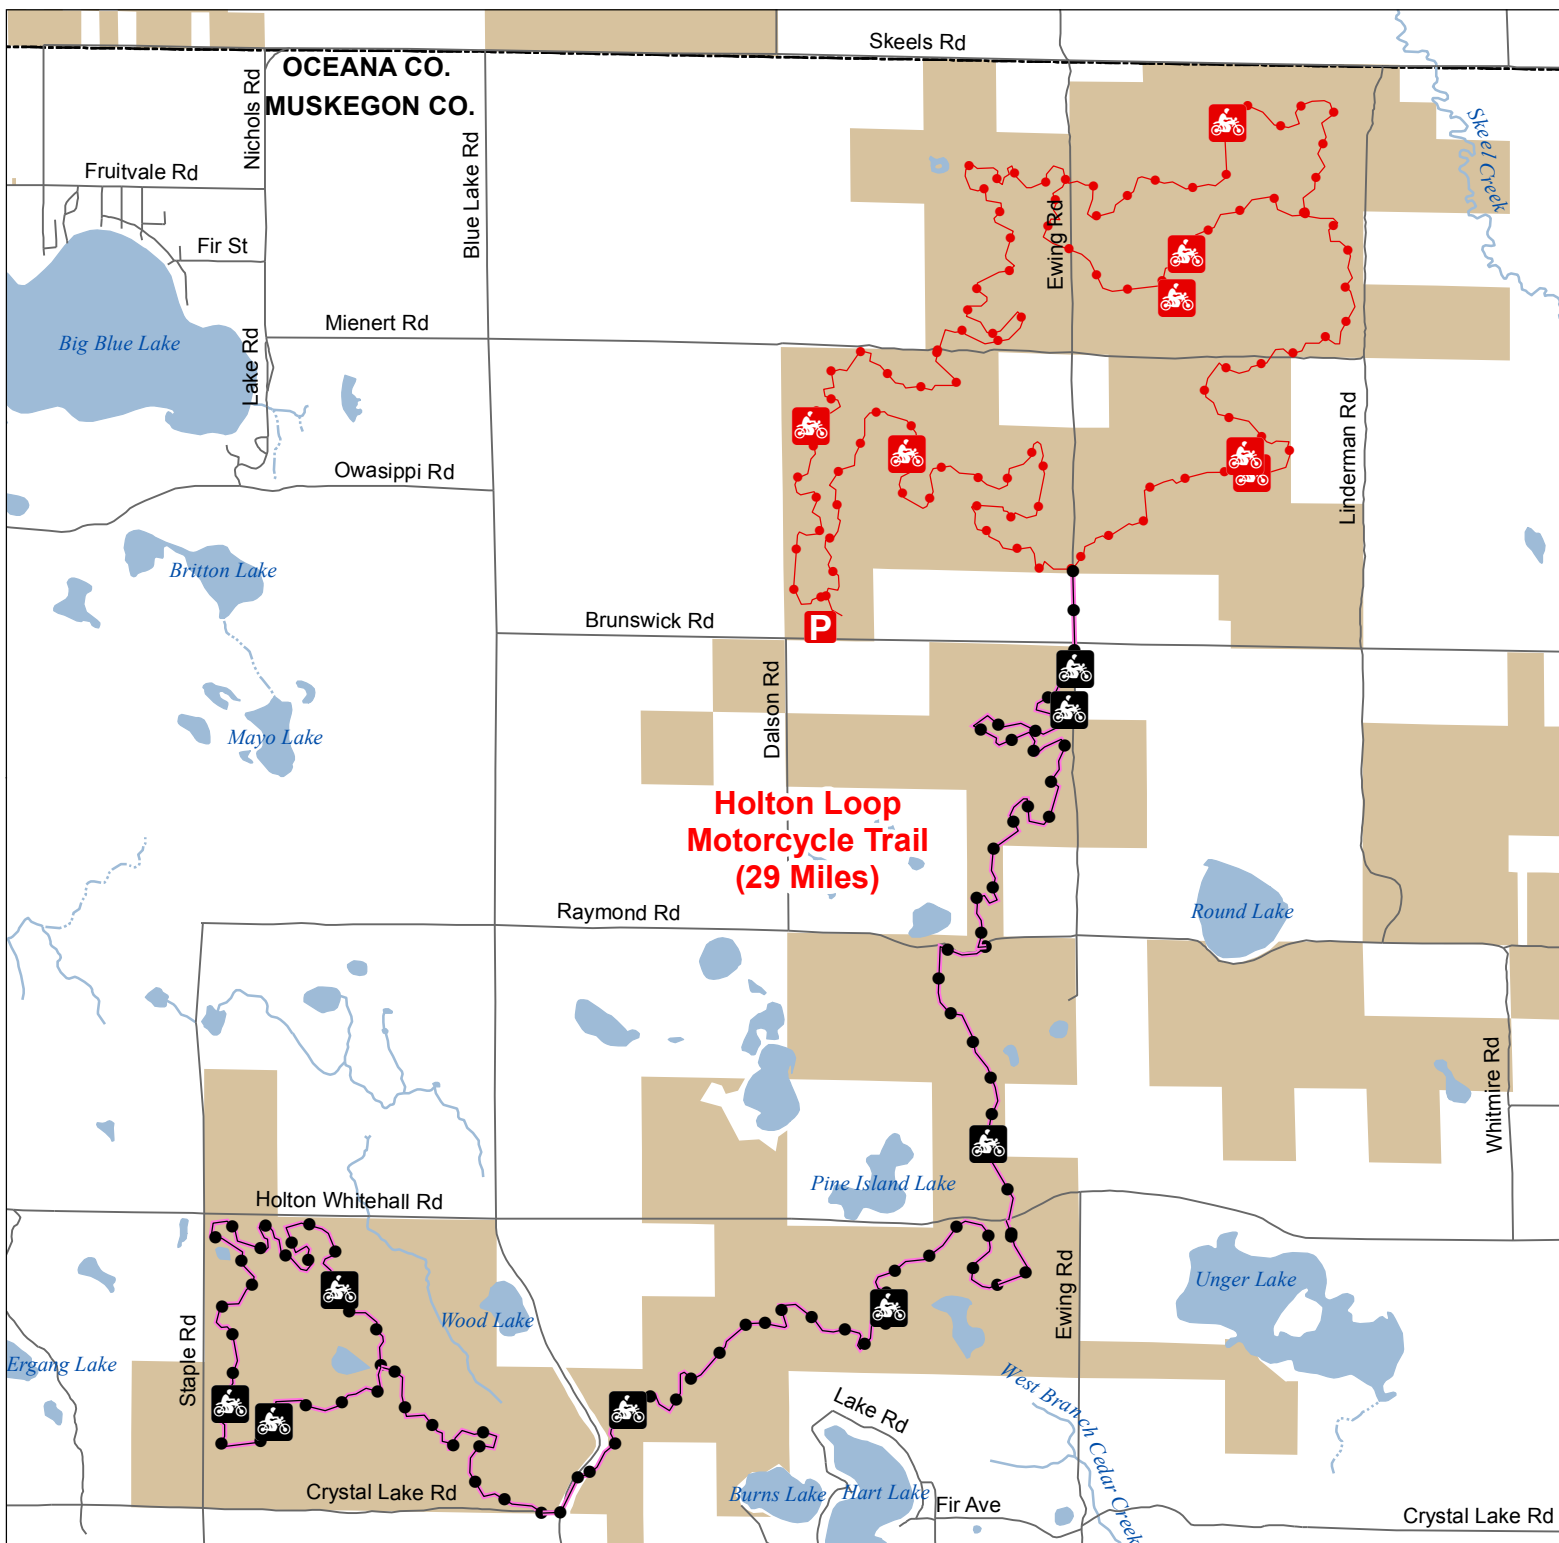 Skeels Rd
OCEANA CO.
MUSKEGON CO.
Nichols Rd
Blue Lake Rd
Skeel Creek
Fruitvale Rd
Fir St
Ewing Rd
Mienert Rd
Big Blue Lake
Lake Rd
Owasippi Rd
Linderman Rd
Britton Lake
Brunswick Rd
P
Dalson Rd
Mayo Lake
Holton Loop
Motorcycle Trail
(29 Miles)
Raymond Rd
Round Lake
Whitmire Rd
Pine Island Lake
Holton Whitehall Rd
Ewing Rd
Unger Lake
Wood Lake
Staple Rd
Ergang Lake
West Branch Cedar Creek
Lake Rd
Crystal Lake Rd
Burns Lake
Hart Lake
Fir Ave
Crystal Lake Rd